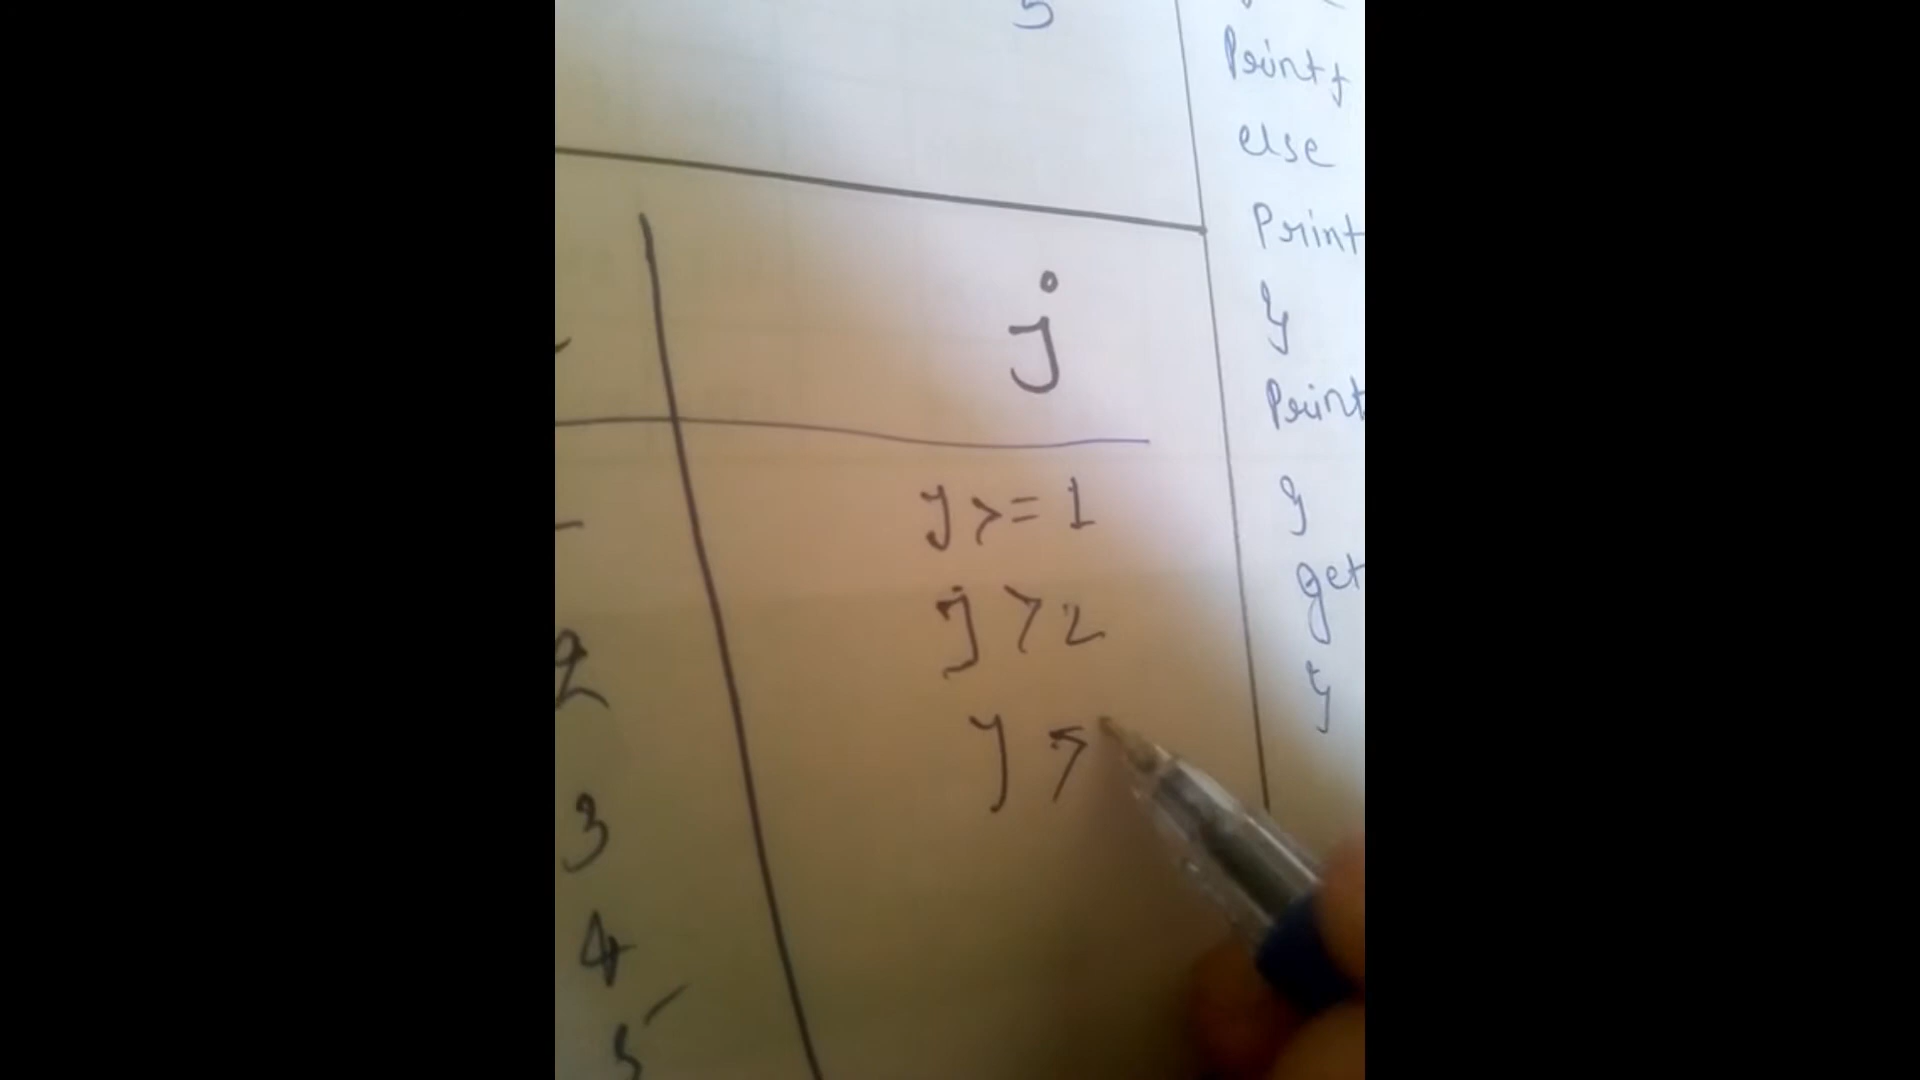 5
j
j >= 1
j > 2
j >
2
3
4
5
Printf
else
Print
}
Print
}
get
}